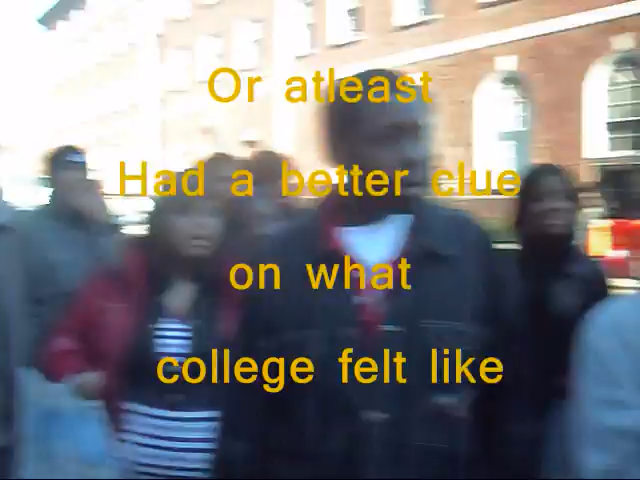 Or atleast
Had a better clue
on what
college felt like